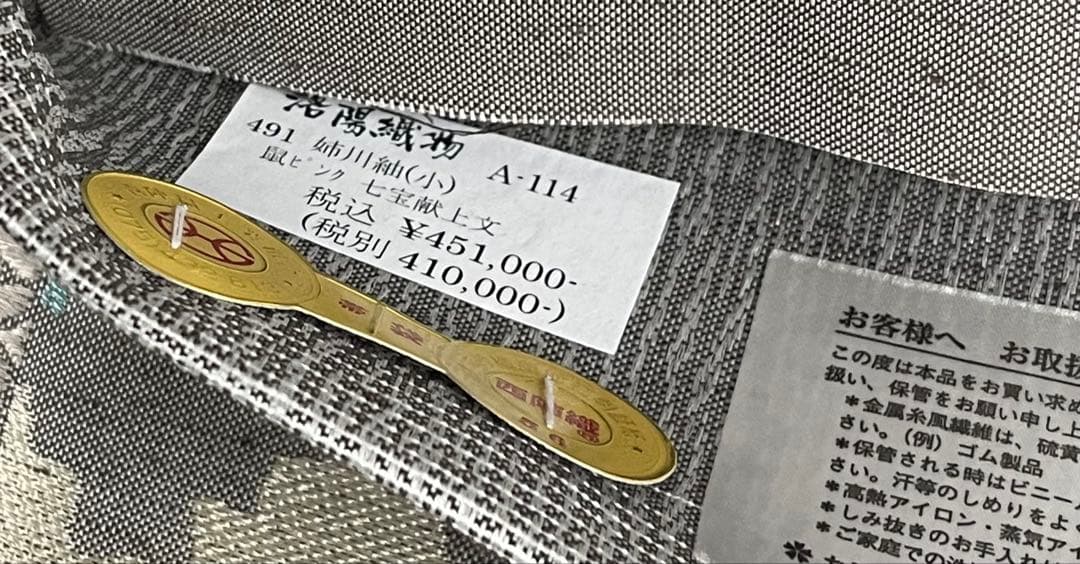 洛陽織物
491 姉川紬(小) A-114
鼠ピンク 七宝献上文
税込 ¥451,000-
(税別 410,000-)
西陣織
56
お客様へ お取扱
この度は本品をお買い求め
扱い、保管をお願い申し上
*金属糸風繊維は、硫黄
さい。(例)ゴム製品
*保管される時はビニー
さい。汗等のしめりをよく
*高熱アイロン・蒸気アイ
*しみ抜きのお手入れは
*ご家庭での洗